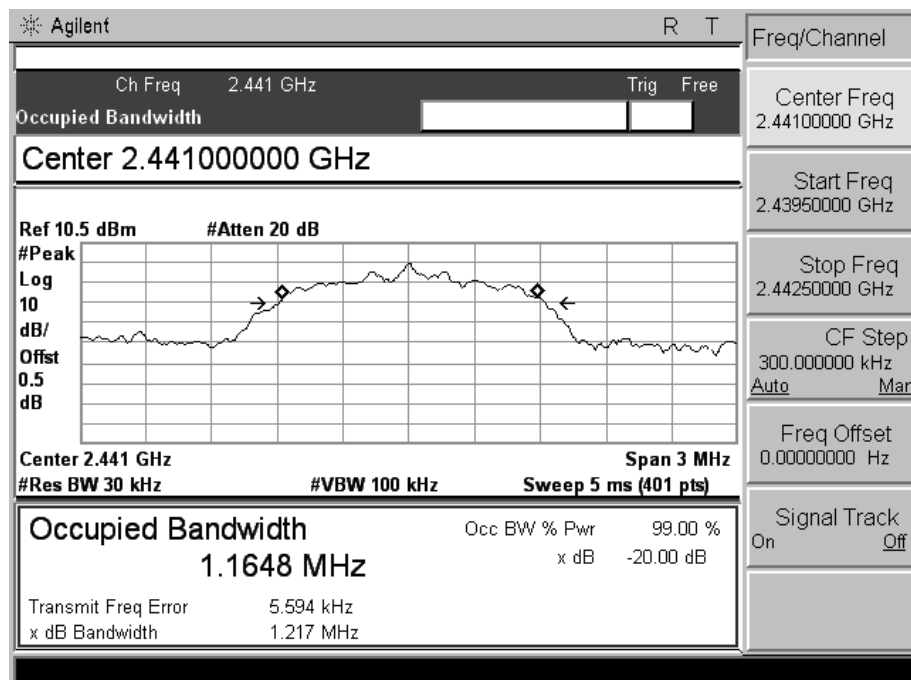 Agilent R T
Freq/Channel
Ch Freq 2.441 GHz Trig Free
Occupied Bandwidth
Center 2.441000000 GHz
Ref 10.5 dBm #Atten 20 dB
#Peak
Log
10
dB/
Offst
0.5
dB
Center 2.441 GHz Span 3 MHz
#Res BW 30 kHz #VBW 100 kHz Sweep 5 ms (401 pts)
Occupied Bandwidth
1.1648 MHz
Occ BW % Pwr 99.00 %
x dB -20.00 dB
Transmit Freq Error 5.594 kHz
x dB Bandwidth 1.217 MHz
Center Freq
2.44100000 GHz
Start Freq
2.43950000 GHz
Stop Freq
2.44250000 GHz
CF Step
300.000000 kHz
Auto Man
Freq Offset
0.00000000 Hz
Signal Track
On Off